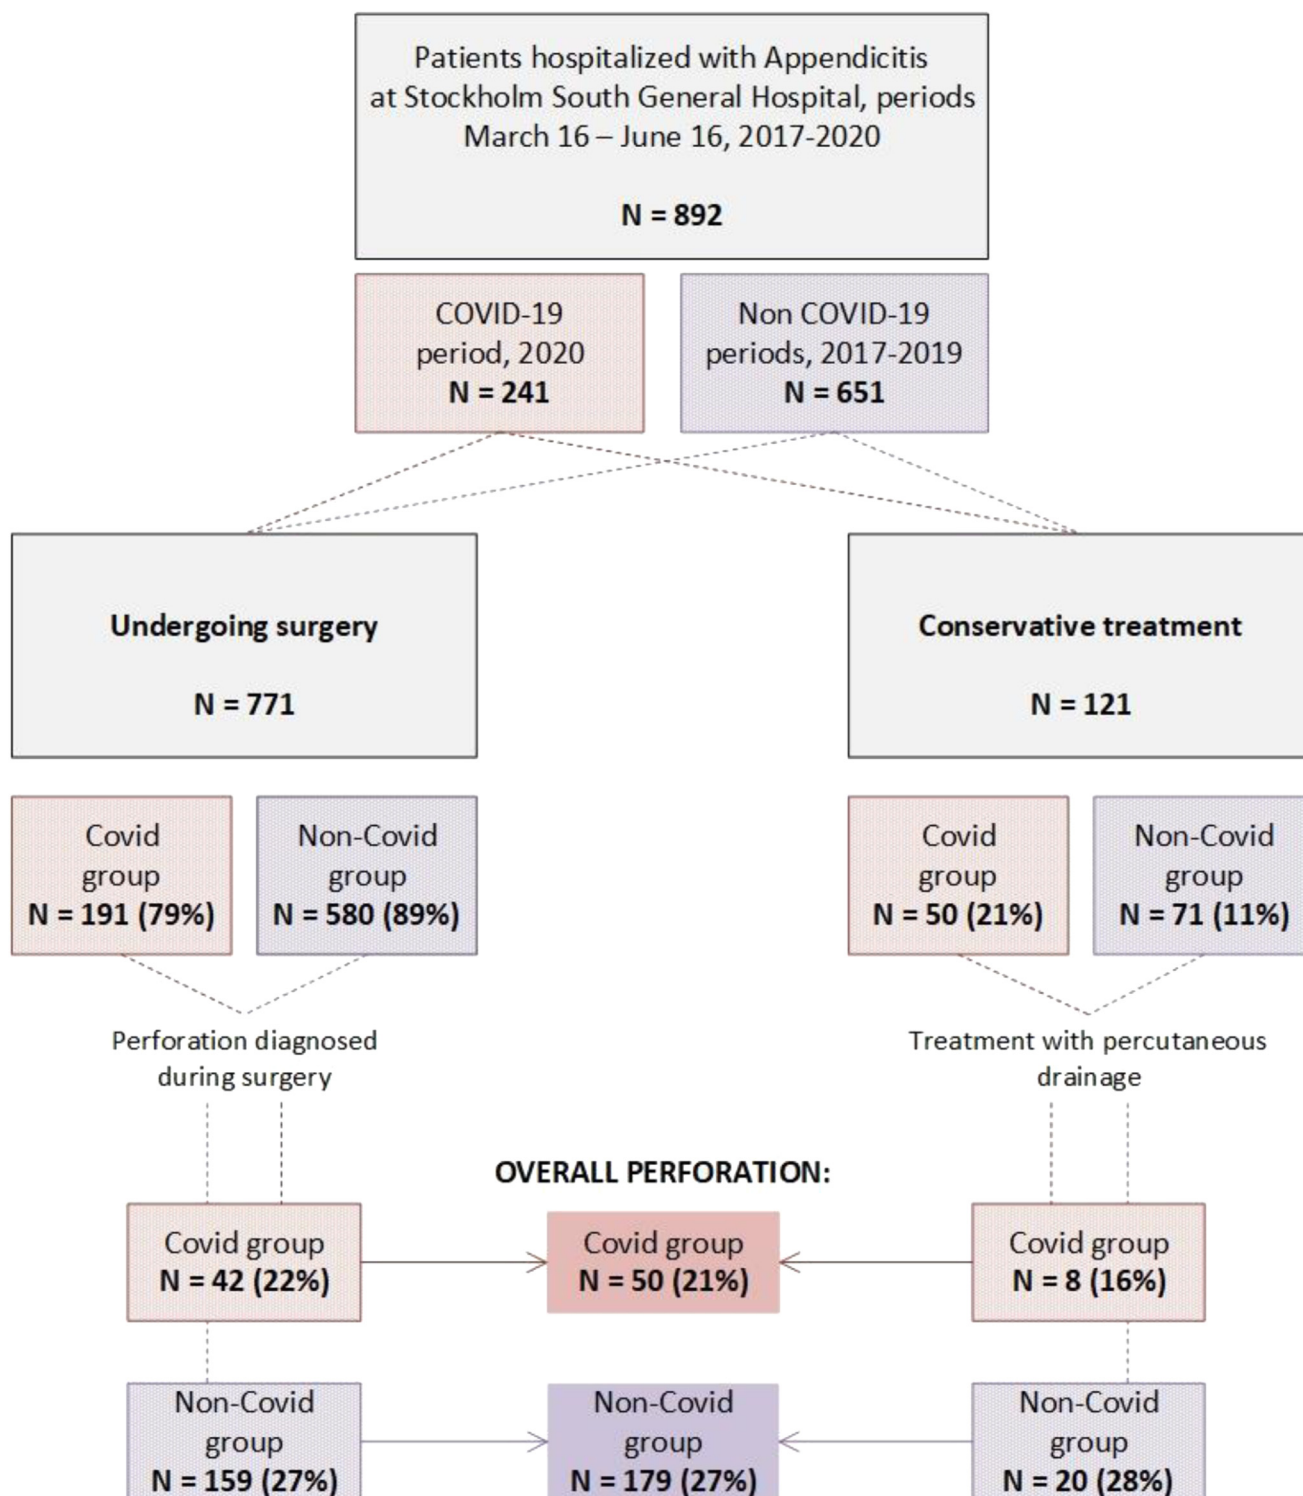 Patients hospitalized with Appendicitis
at Stockholm South General Hospital, periods
March 16 – June 16, 2017-2020
N = 892
COVID-19
period, 2020
N = 241
Non COVID-19
periods, 2017-2019
N = 651
Undergoing surgery
N = 771
Conservative treatment
N = 121
Covid
group
N = 191 (79%)
Non-Covid
group
N = 580 (89%)
Covid
group
N = 50 (21%)
Non-Covid
group
N = 71 (11%)
Perforation diagnosed
during surgery
Treatment with percutaneous
drainage
OVERALL PERFORATION:
Covid group
N = 42 (22%)
Covid group
N = 50 (21%)
Covid group
N = 8 (16%)
Non-Covid
group
N = 159 (27%)
Non-Covid
group
N = 179 (27%)
Non-Covid
group
N = 20 (28%)